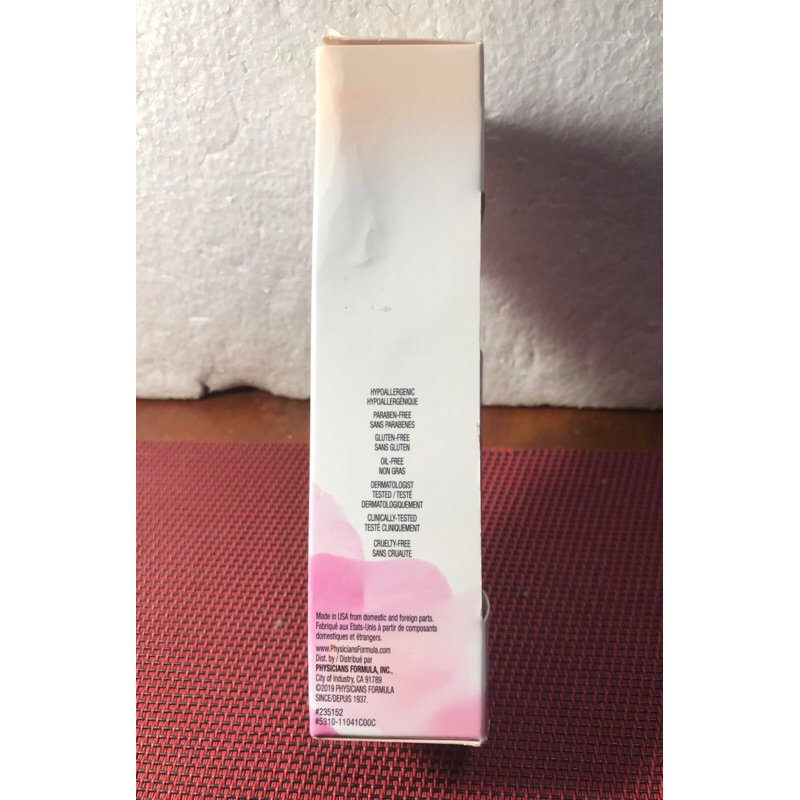 HYPOALLERGENIC
HYPOALLERGÉNIQUE
PARABEN-FREE
SANS PARABENES
GLUTEN-FREE
SANS GLUTEN
OIL-FREE
NON GRAS
DERMATOLOGIST
TESTED / TESTÉ
DERMATOLOGIQUEMENT
CLINICALLY-TESTED
TESTÉ CLINIQUEMENT
CRUELTY-FREE
SANS CRUAUTE
Made in USA from domestic and foreign parts.
Fabriqué aux Etats-Unis à partir de composants
domestiques et étrangers.
www.PhysiciansFormula.com
Dist. by / Distribué par
PHYSICIANS FORMULA, INC.,
City of Industry, CA 91789
©2019 PHYSICIANS FORMULA
SINCE/DEPUIS 1937.
#235152
#5310-11041C00C